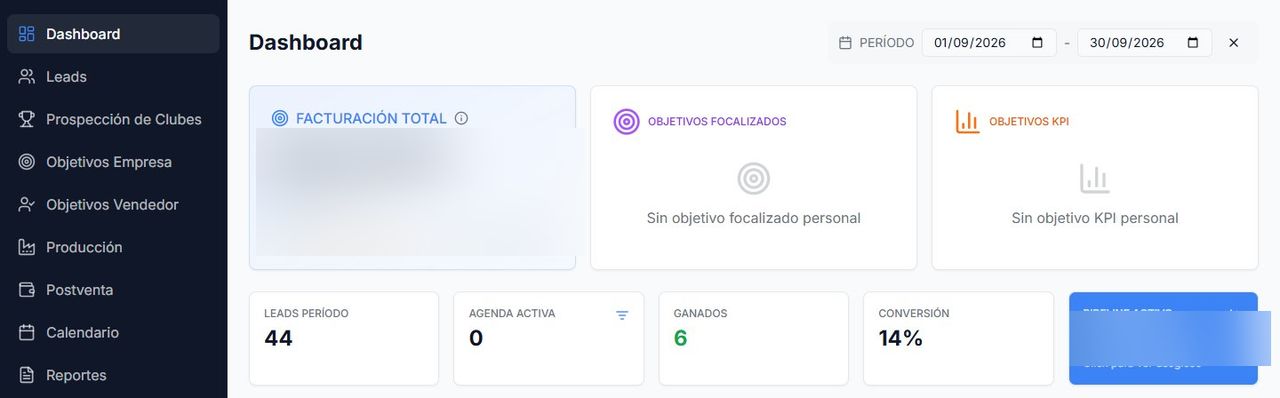 Dashboard
Leads
Prospección de Clubes
Objetivos Empresa
Objetivos Vendedor
Producción
Postventa
Calendario
Reportes
Dashboard
PERÍODO 01/09/2026 - 30/09/2026
FACTURACIÓN TOTAL
OBJETIVOS FOCALIZADOS
Sin objetivo focalizado personal
OBJETIVOS KPI
Sin objetivo KPI personal
LEADS PERÍODO
44
AGENDA ACTIVA
0
GANADOS
6
CONVERSIÓN
14%